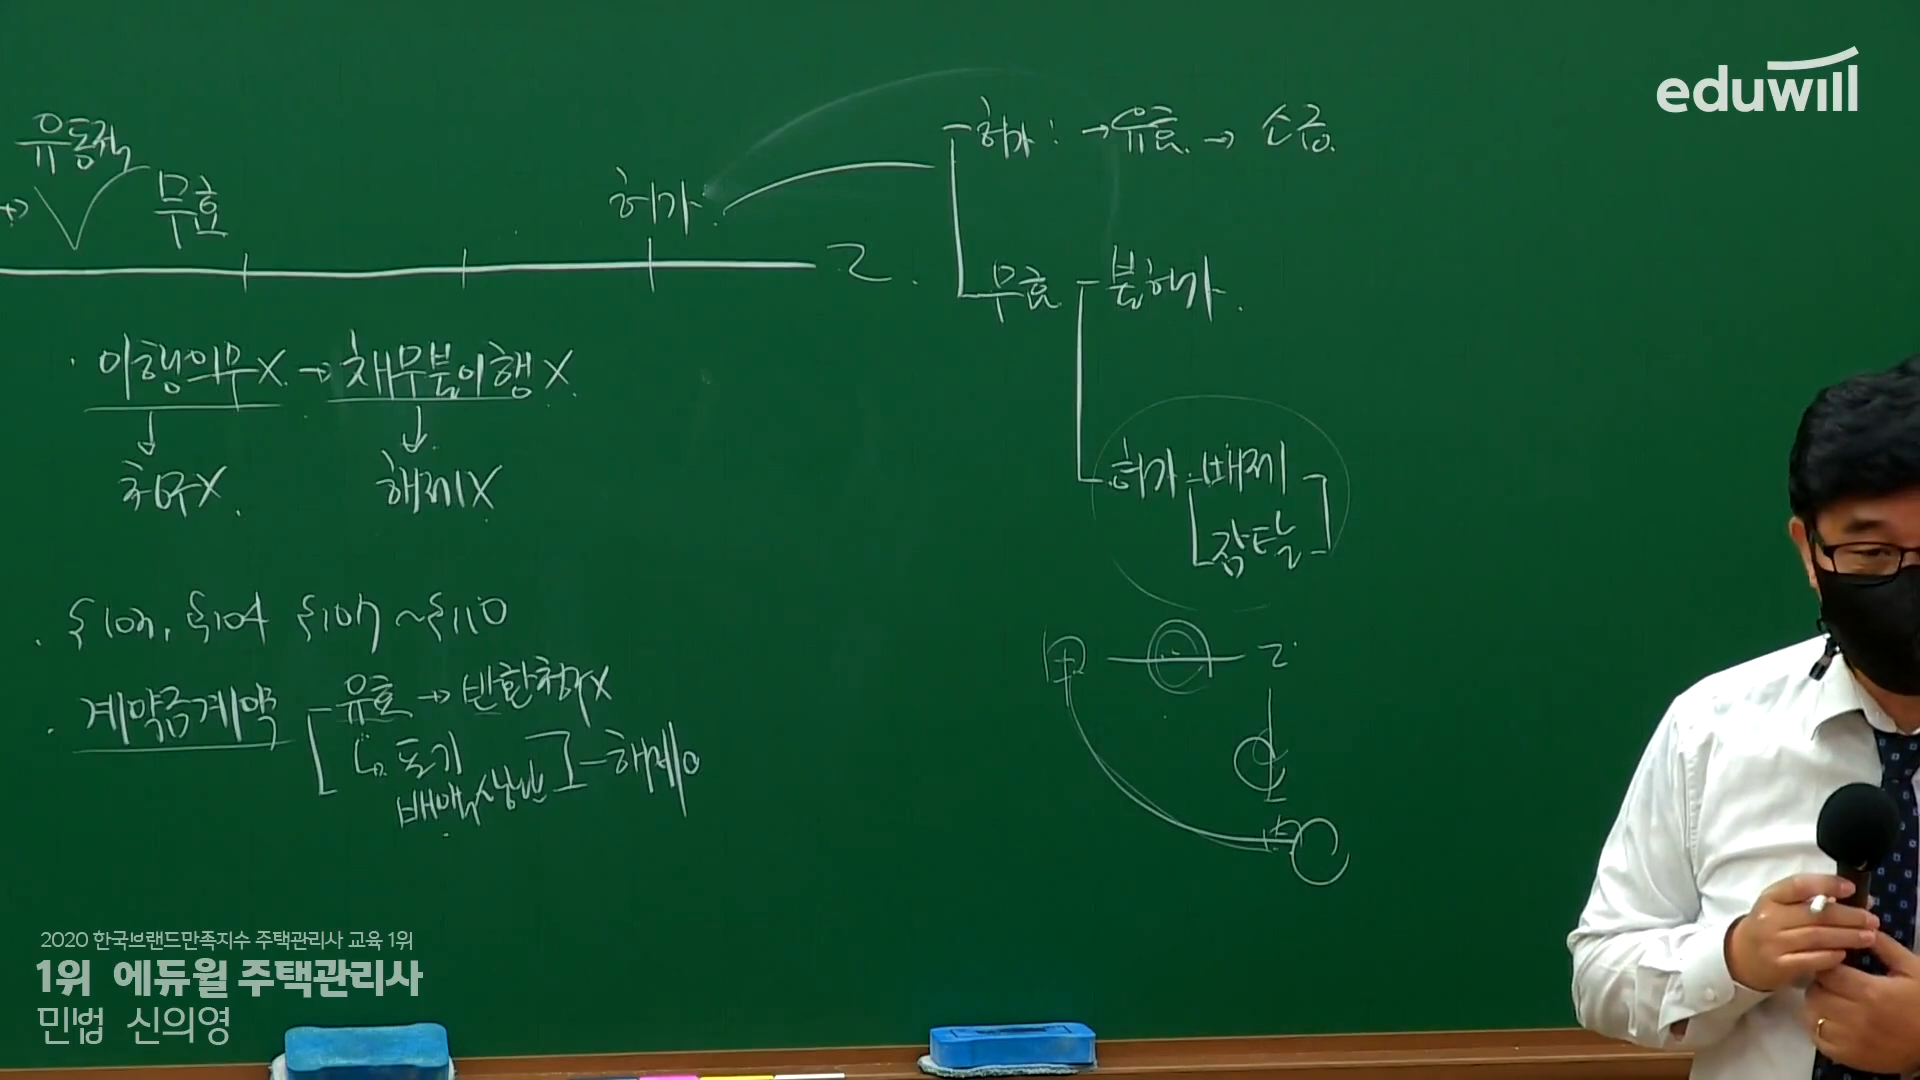 eduwill
유동적
→ 무효
허가
허가 : → 유효 → 소급
무효 불허가
이행의무X → 채무불이행X
↓ ↓
해제X
허가 배제
잠탈
· §103, §104 §107 ~ §110
· 계약금계약 유효 → 반환청구X
↳ 포기
배액상환 - 해제o
甲 乙
丙
2020 한국브랜드만족지수 주택관리사 교육 1위
1위 에듀윌 주택관리사
민법 신의영